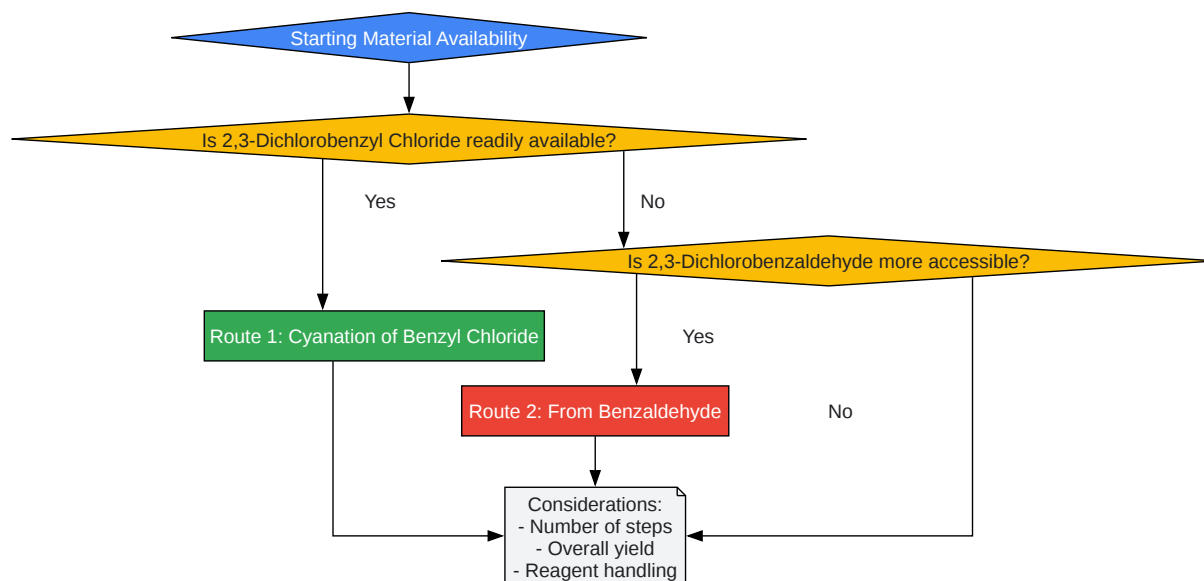 Starting Material Availability
Is 2,3-Dichlorobenzyl Chloride readily available?
Yes
No
Is 2,3-Dichlorobenzaldehyde more accessible?
Route 1: Cyanation of Benzyl Chloride
Yes
Route 2: From Benzaldehyde
No
Considerations:
- Number of steps
- Overall yield
- Reagent handling